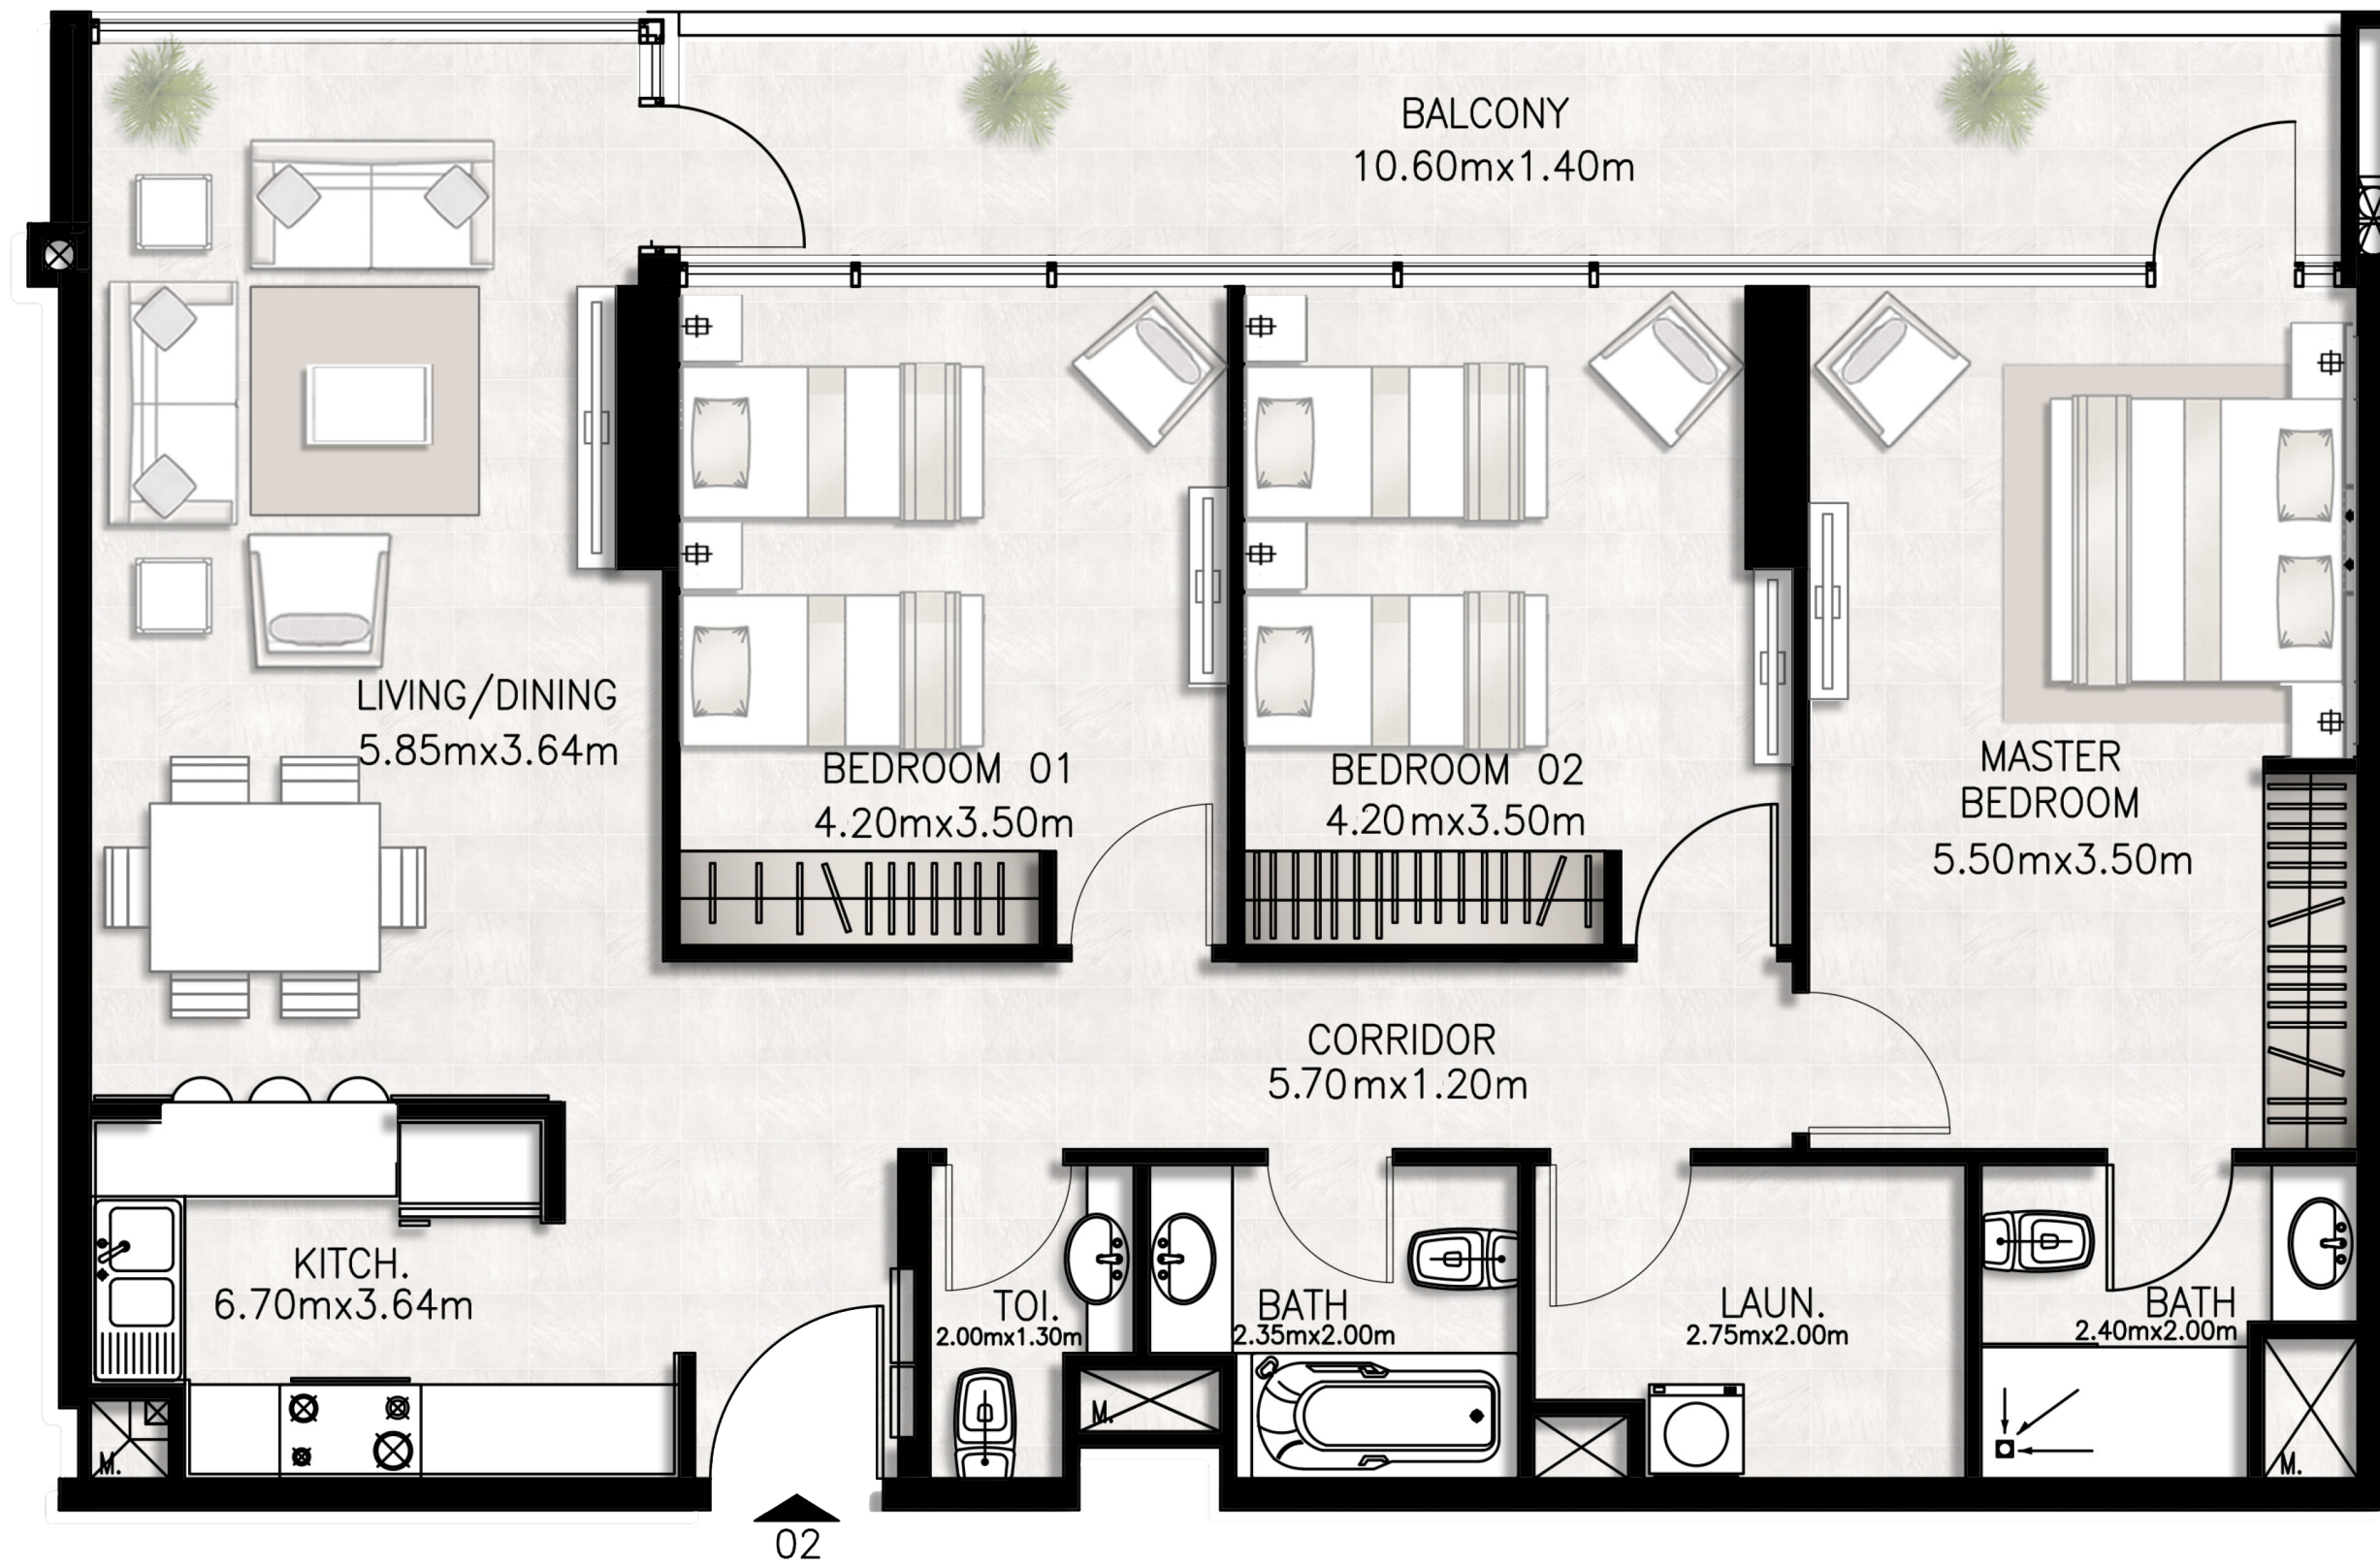 BALCONY
10.60mx1.40m
LIVING/DINING
5.85mx3.64m
BEDROOM 01
4.20mx3.50m
BEDROOM 02
4.20mx3.50m
MASTER
BEDROOM
5.50mx3.50m
CORRIDOR
5.70mx1.20m
KITCH.
6.70mx3.64m
TOI.
2.00mx1.30m
BATH
2.35mx2.00m
LAUN.
2.75mx2.00m
BATH
2.40mx2.00m
M.
M.
M.
02